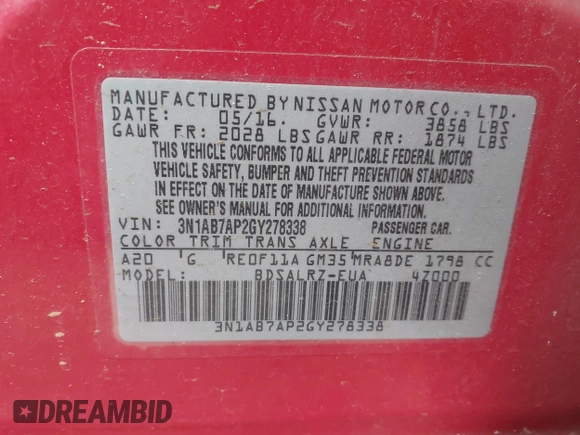 MANUFACTURED BY NISSAN MOTOR CO., LTD.
DATE: 05/16. GVWR: 3858 LBS
GAWR FR: 2028 LBS GAWR RR: 1874 LBS
THIS VEHICLE CONFORMS TO ALL APPLICABLE FEDERAL MOTOR
VEHICLE SAFETY, BUMPER AND THEFT PREVENTION STANDARDS
IN EFFECT ON THE DATE OF MANUFACTURE SHOWN ABOVE.
SEE OWNER'S MANUAL FOR ADDITIONAL INFORMATION.
VIN: 3N1AB7AP2GY278338 PASSENGER CAR.
COLOR TRIM TRANS AXLE ENGINE
A20 'G 'RE0F11A GM35 MRA8DE 1798 CC
MODEL: BDSALRZ-EUA 47000
3N1AB7AP2GY278338
DREAMBID